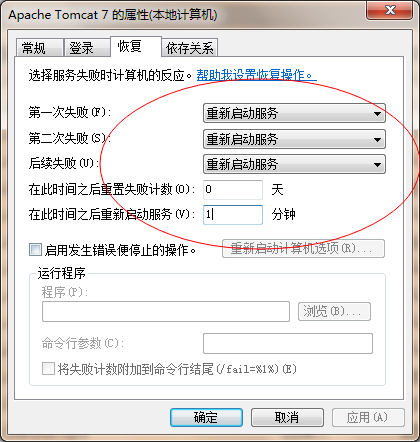 Apache Tomcat 7 的属性(本地计算机)
常规 登录 恢复 依存关系
选择服务失败时计算机的反应。帮助我设置恢复操作。
第一次失败(F): 重新启动服务
第二次失败(S): 重新启动服务
后续失败(U): 重新启动服务
在此时间之后重置失败计数(O): 0 天
在此时间之后重新启动服务(V): 1 分钟
启用发生错误便停止的操作。 重新启动计算机选项(R)...
运行程序
程序(P):
浏览(B)...
命令行参数(C):
将失败计数附加到命令行结尾(/fail=%1%)(E)
确定 取消 应用(A)